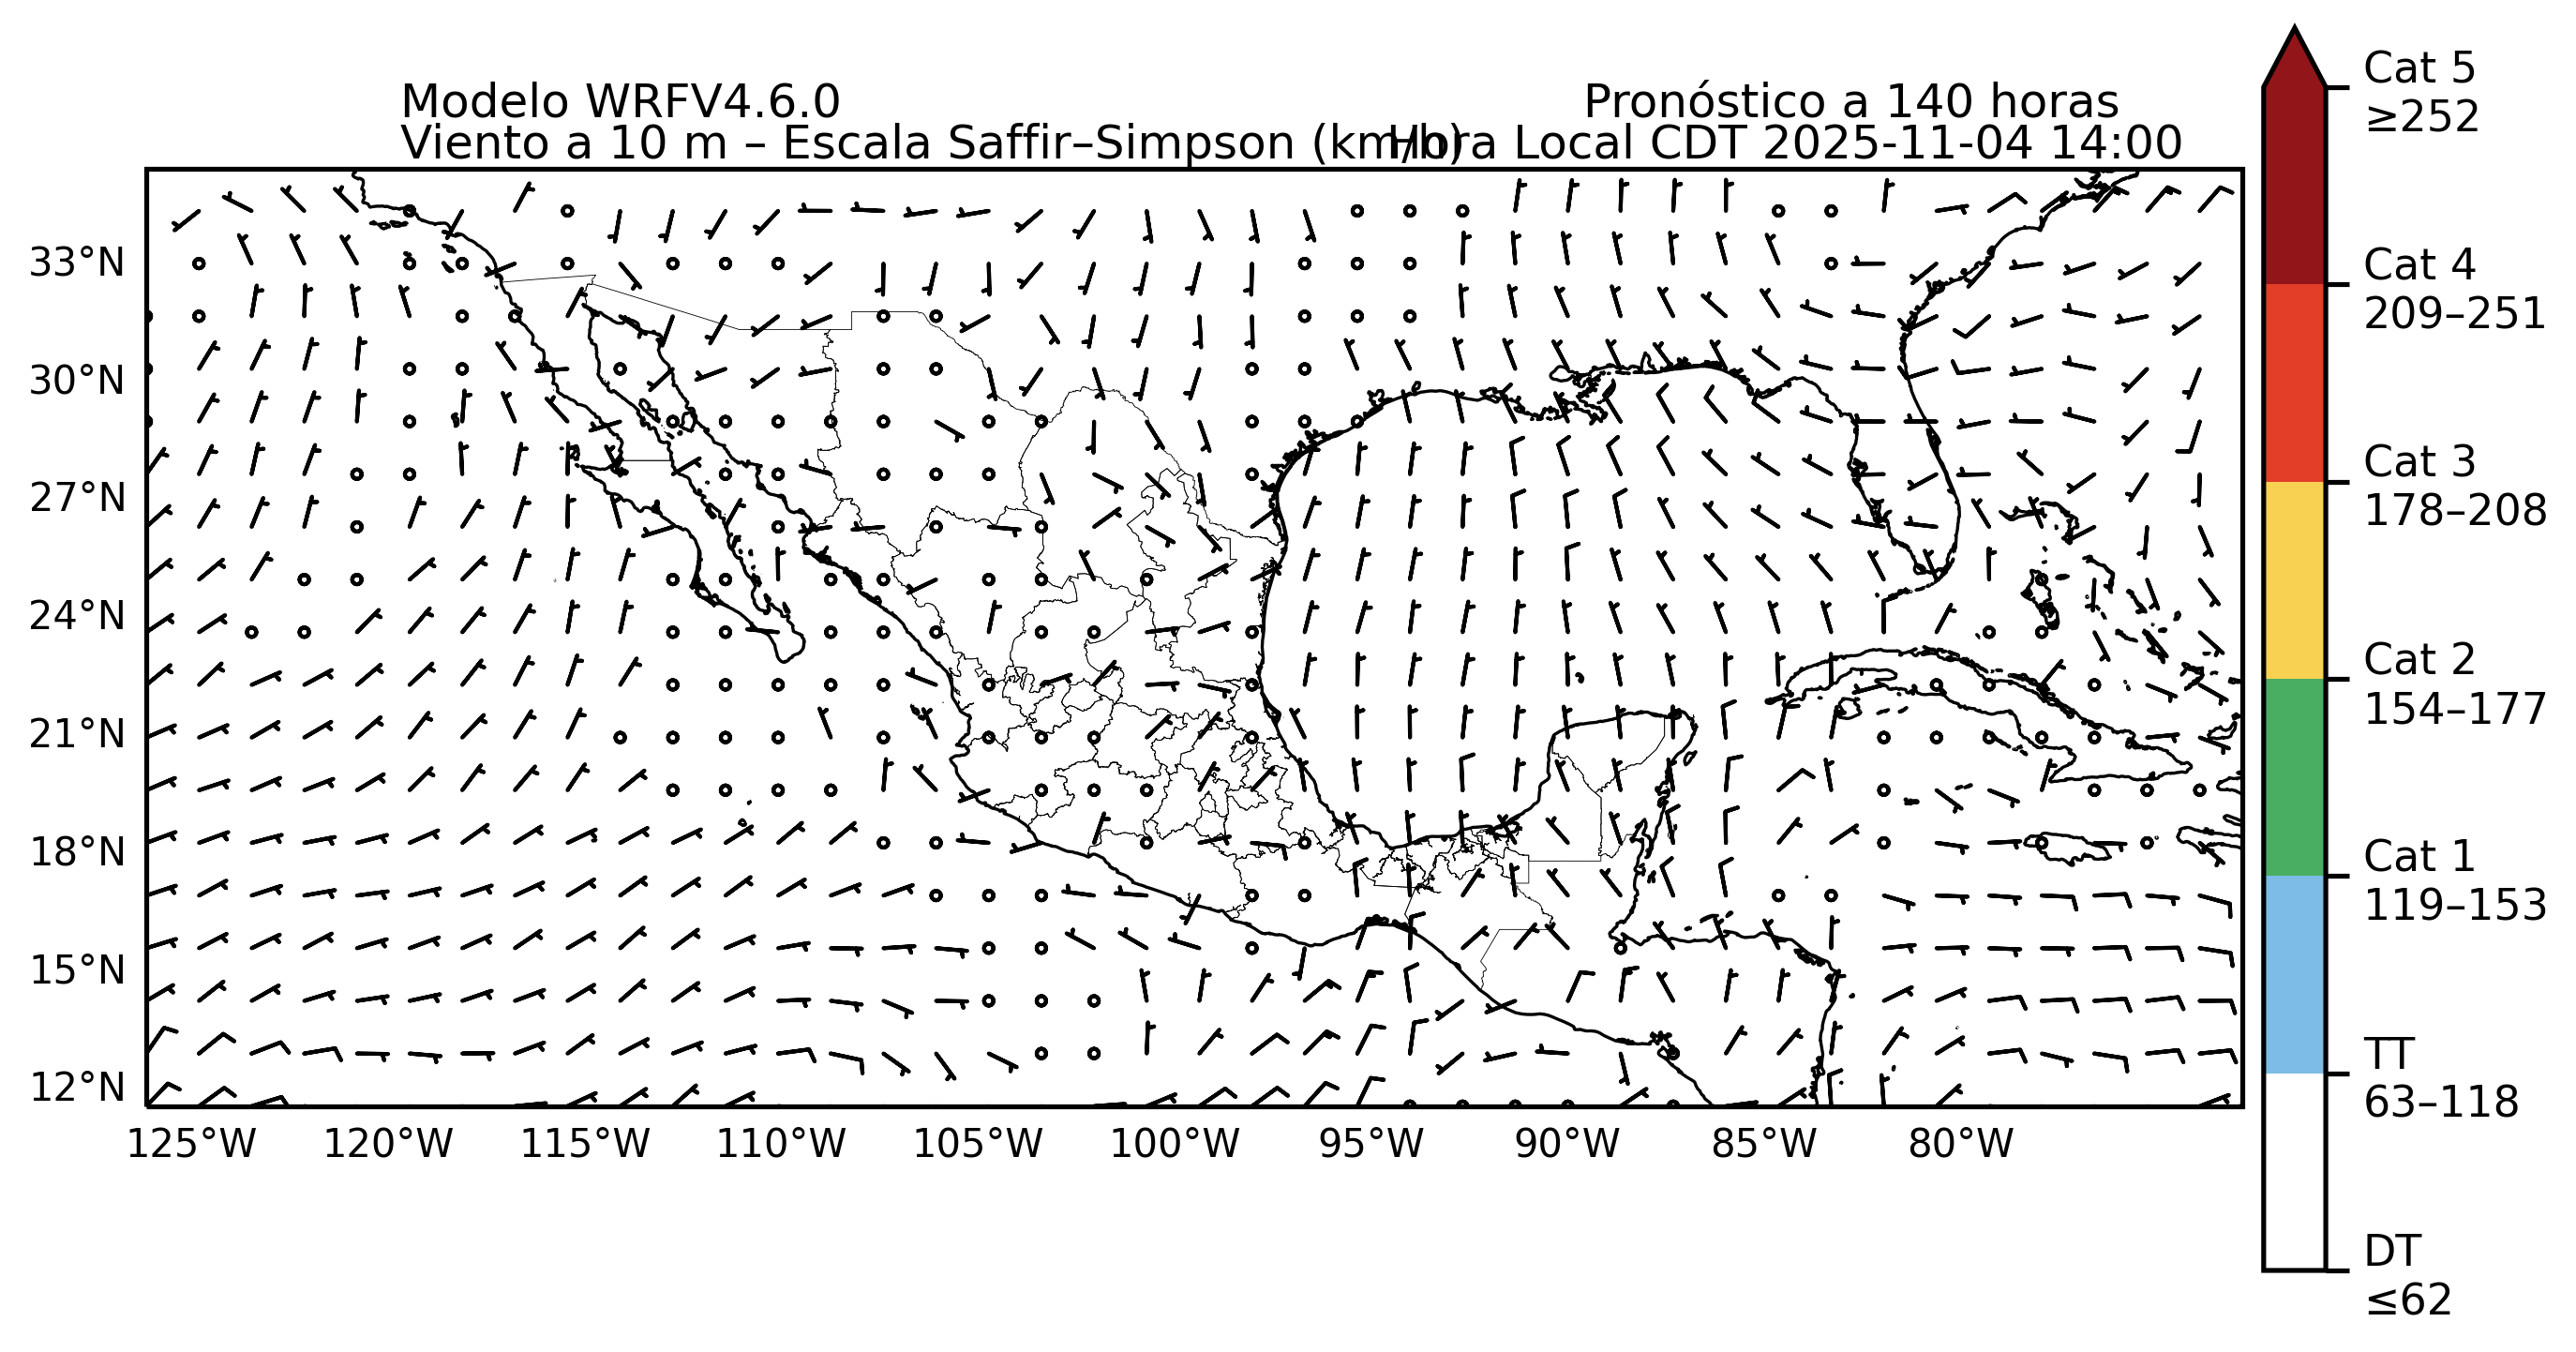 Modelo WRFV4.6.0
Pronóstico a 140 horas
Viento a 10 m – Escala Saffir–Simpson (km/h)
Hora Local CDT 2025-11-04 14:00
33°N
30°N
27°N
24°N
21°N
18°N
15°N
12°N
125°W
120°W
115°W
110°W
105°W
100°W
95°W
90°W
85°W
80°W
Cat 5
≥252
Cat 4
209–251
Cat 3
178–208
Cat 2
154–177
Cat 1
119–153
TT
63–118
DT
≤62